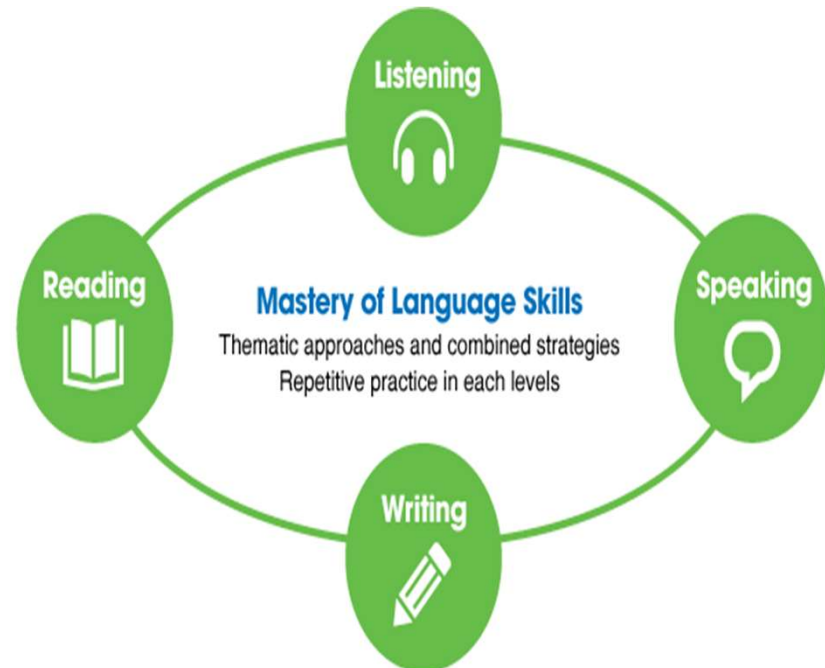 Listening
Reading
Speaking
Mastery of Language Skills
Thematic approaches and combined strategies
Repetitive practice in each levels
Writing